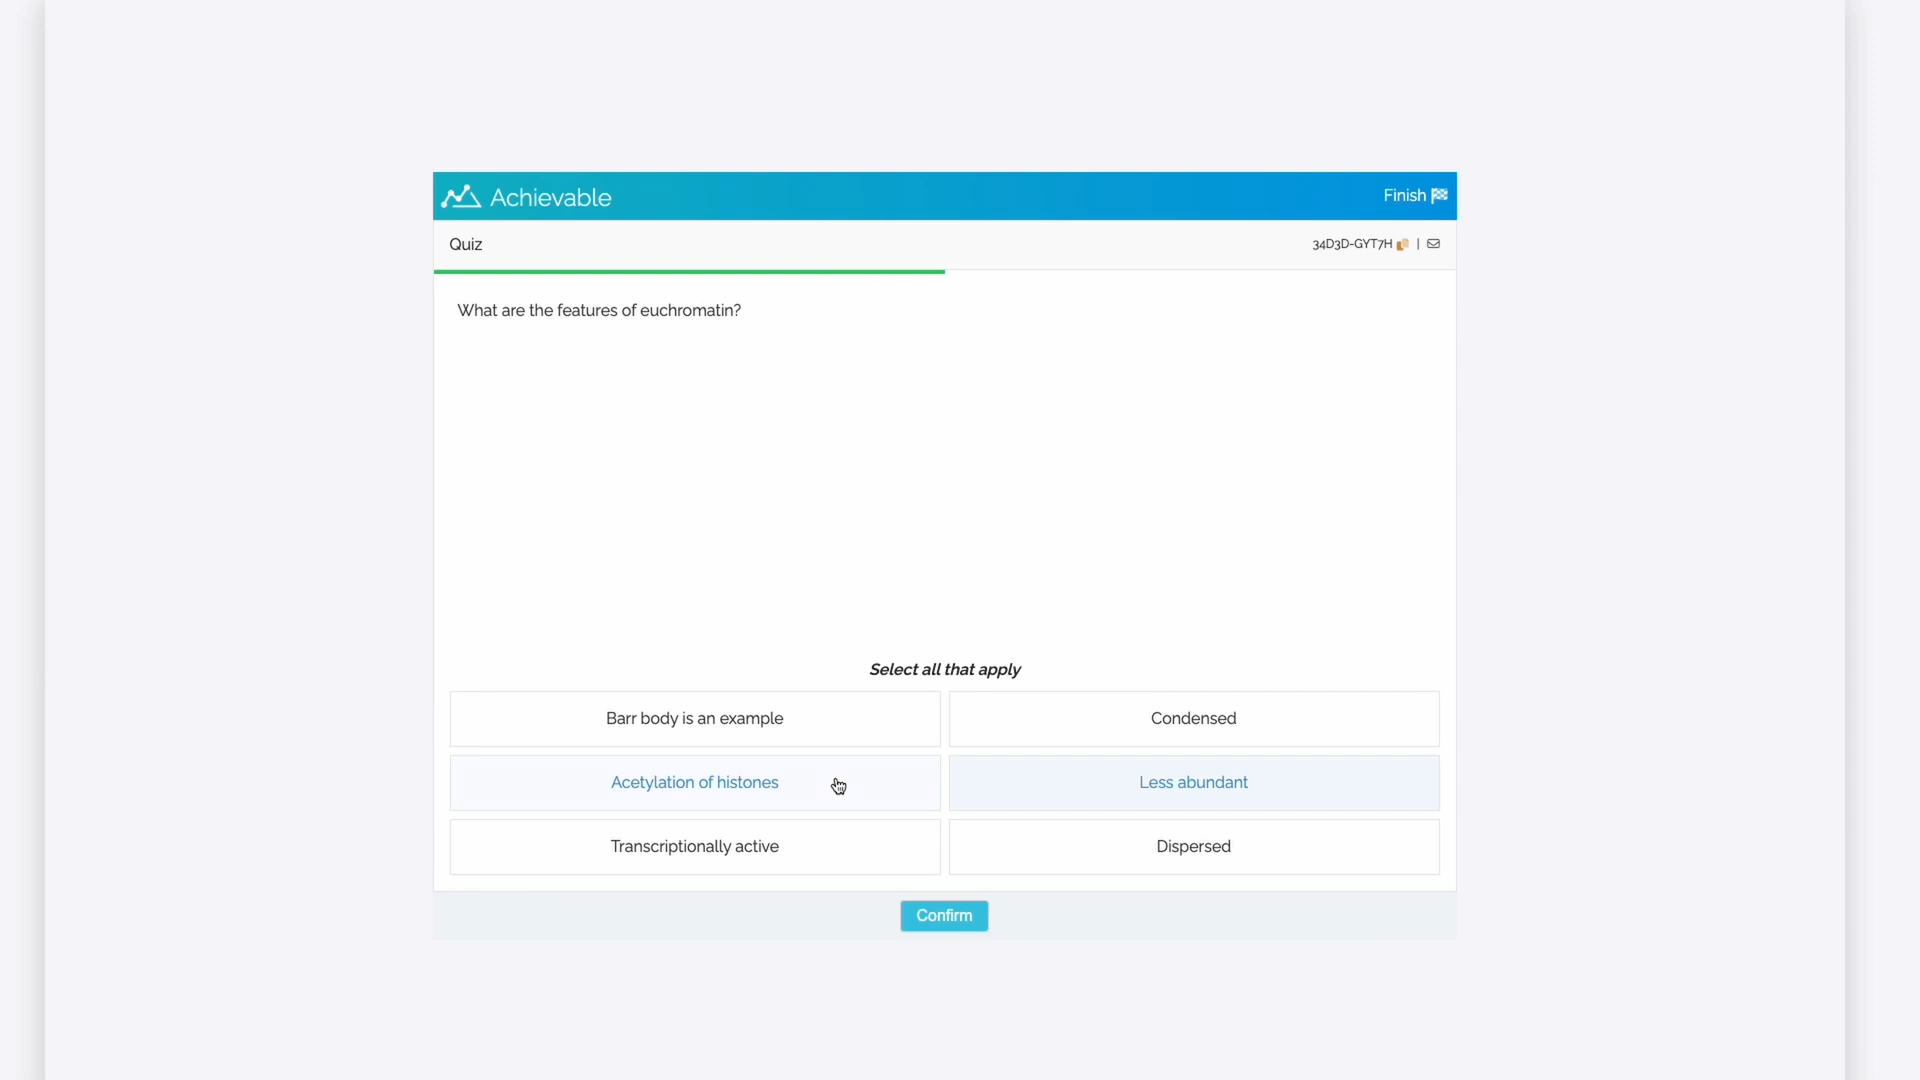 Achievable
Finish
Quiz
34D3D-GYT7H |
What are the features of euchromatin?
Select all that apply
Barr body is an example
Condensed
Acetylation of histones
Less abundant
Transcriptionally active
Dispersed
Confirm